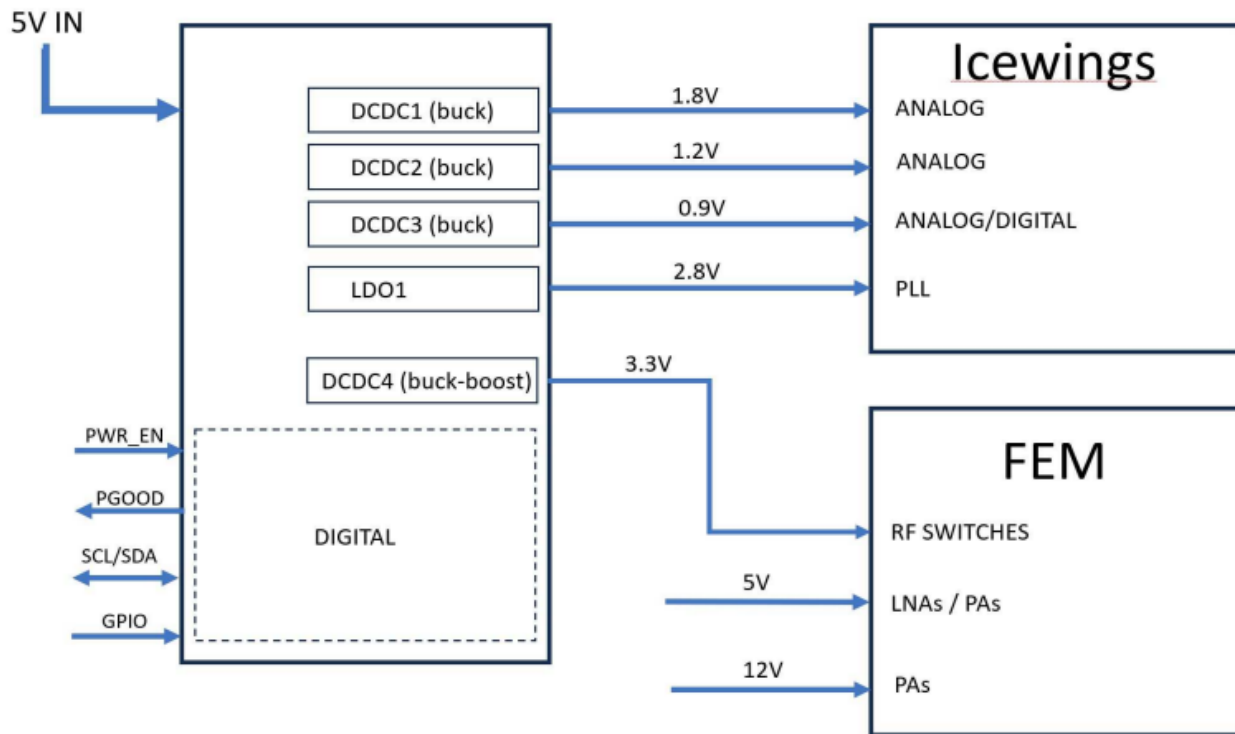 5V IN
DCDC1 (buck)
DCDC2 (buck)
DCDC3 (buck)
LDO1
DCDC4 (buck-boost)
DIGITAL
PWR_EN
PGOOD
SCL/SDA
GPIO
1.8V
1.2V
0.9V
2.8V
3.3V
5V
12V
Icewings
ANALOG
ANALOG
ANALOG/DIGITAL
PLL
FEM
RF SWITCHES
LNAs / PAs
PAs